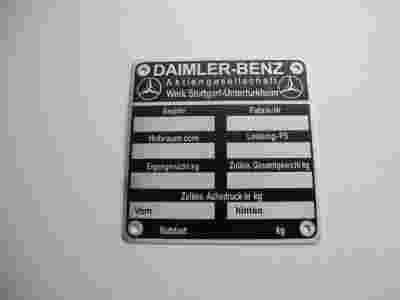 DAIMLER-BENZ
Aktiengesellschaft
Werk Stuttgart-Untertürkheim
Baujahr Fabrik-Nr
Hubraum ccm Leistung-PS
Eigengewicht kg Zuläss. Gesamtgewicht kg
Zuläss. Achsdruck in kg
Vorn hinten
kg